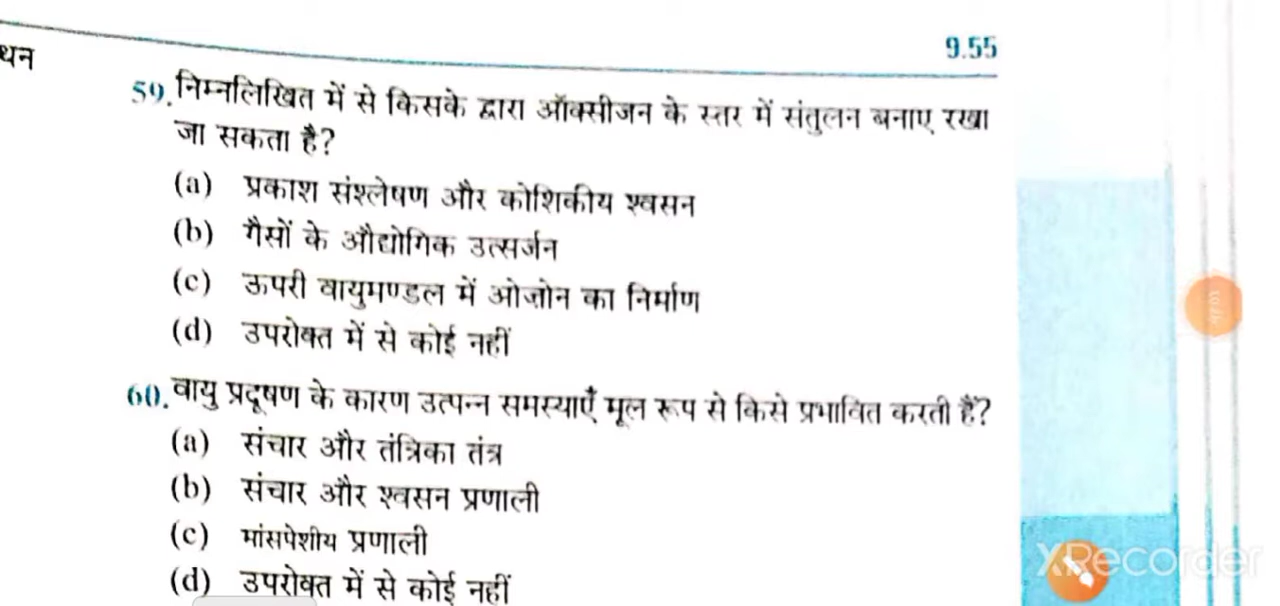 9.55
थन
59. निम्नलिखित में से किसके द्वारा ऑक्सीजन के स्तर में संतुलन बनाए रखा
जा सकता है?
(a) प्रकाश संश्लेषण और कोशिकीय श्वसन
(b) गैसों के औद्योगिक उत्सर्जन
(c) ऊपरी वायुमण्डल में ओज़ोन का निर्माण
(d) उपरोक्त में से कोई नहीं
60. वायु प्रदूषण के कारण उत्पन्न समस्याएँ मूल रूप से किसे प्रभावित करती हैं?
(a) संचार और तंत्रिका तंत्र
(b) संचार और श्वसन प्रणाली
(c) मांसपेशीय प्रणाली
(d) उपरोक्त में से कोई नहीं
XRecorder